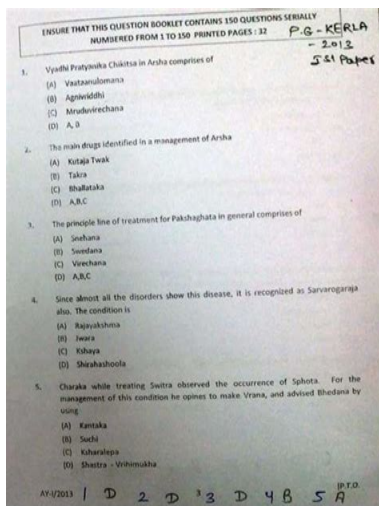 ENSURE THAT THIS QUESTION BOOKLET CONTAINS 150 QUESTIONS SERIALLY
NUMBERED FROM 1 TO 150 PRINTED PAGES : 32
P.G - KERLA
- 2013
Ist Paper
1. Vyadhi Pratyanika Chikitsa in Arsha comprises of
(A) Vaataanulomana
(B) Agnivriddhi
(C) Mruduvirechana
(D) A, B
2. The main drugs identified in a management of Arsha
(A) Kutaja Twak
(B) Takra
(C) Bhallataka
(D) A,B,C
3. The principle line of treatment for Pakshaghata in general comprises of
(A) Snehana
(B) Swedana
(C) Virechana
(D) A,B,C
4. Since almost all the disorders show this disease, it is recognized as Sarvarogaraja
also. The condition is
(A) Rajayakshma
(B) Jwara
(C) Kshaya
(D) Shirahashoola
5. Charaka while treating Switra observed the occurrence of Sphota. For the
management of this condition he opines to make Vrana, and advised Bhedana by
using
(A) Kantaka
(B) Suchi
(C) Ksharalepa
(D) Shastra - Vrihimukha
AY-I/2013 1 D 2 D 3 3 D 4 B 5 A [P.T.O.